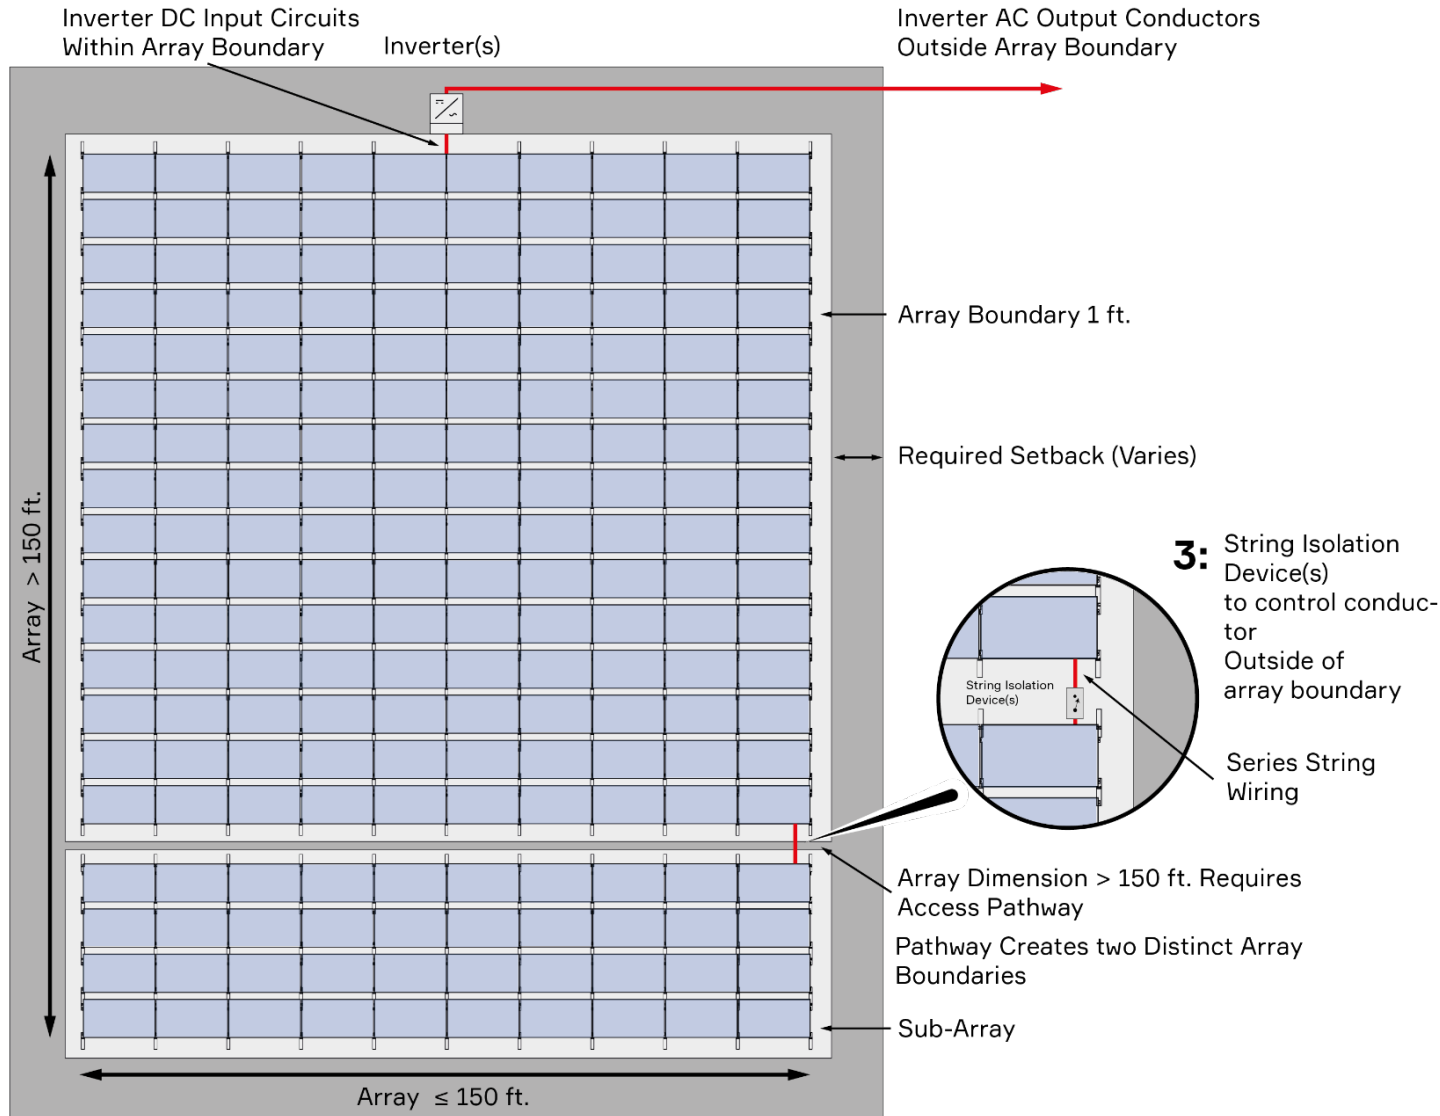 Inverter DC Input Circuits
Within Array Boundary
Inverter(s)
Inverter AC Output Conductors
Outside Array Boundary
Array Boundary 1 ft.
Required Setback (Varies)
Array > 150 ft.
3:
String Isolation
Device(s)
to control conduc-
tor
Outside of
array boundary
String Isolation
Device(s)
Series String
Wiring
Array Dimension > 150 ft. Requires
Access Pathway
Pathway Creates two Distinct Array
Boundaries
Sub-Array
Array ≤ 150 ft.